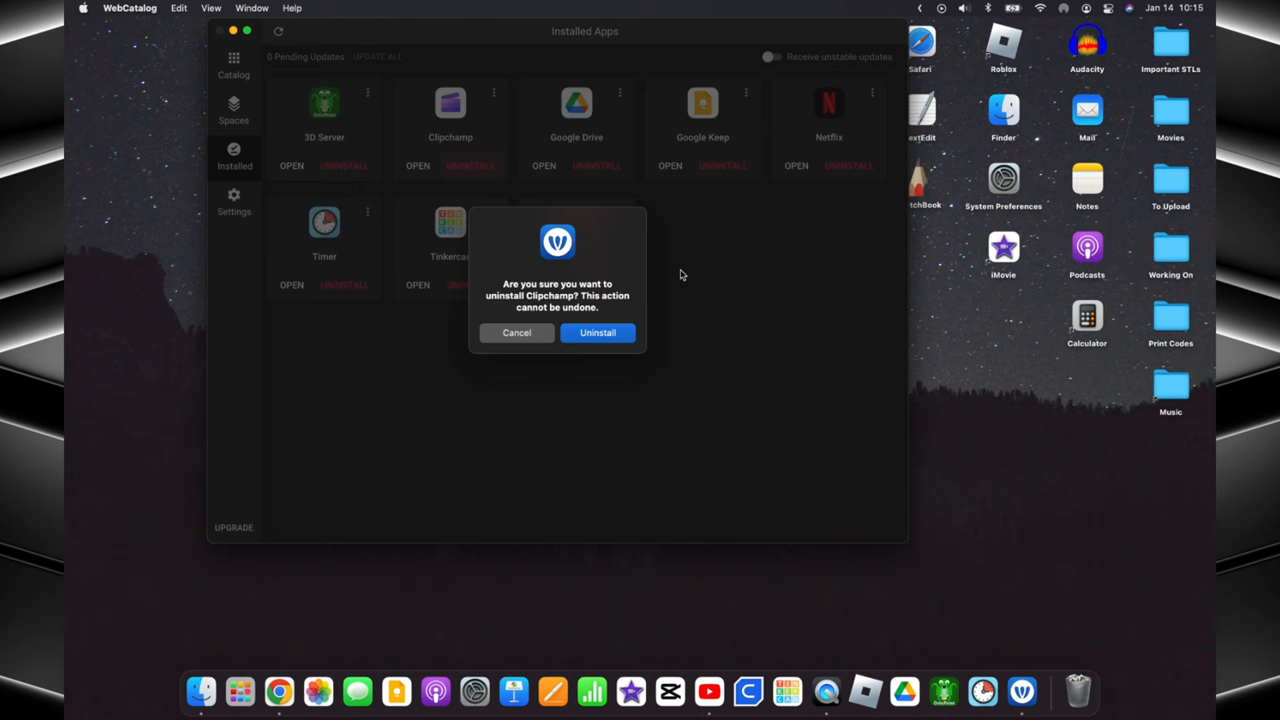 WebCatalog Edit View Window Help
Jan 14 10:15
Installed Apps
0 Pending Updates UPDATE ALL
Receive unstable updates
Catalog
Spaces
Installed
Settings
UPGRADE
3D Server
OPEN UNINSTALL
Clipchamp
OPEN UNINSTALL
Google Drive
OPEN UNINSTALL
Google Keep
OPEN UNINSTALL
Netflix
OPEN UNINSTALL
Timer
OPEN UNINSTALL
Tinkerca
OPEN
Are you sure you want to
uninstall Clipchamp? This action
cannot be undone.
Cancel
Uninstall
Safari
Roblox
Audacity
Important STLs
extEdit
Finder
Mail
Movies
tchBook
System Preferences
Notes
To Upload
iMovie
Podcasts
Working On
Calculator
Print Codes
Music